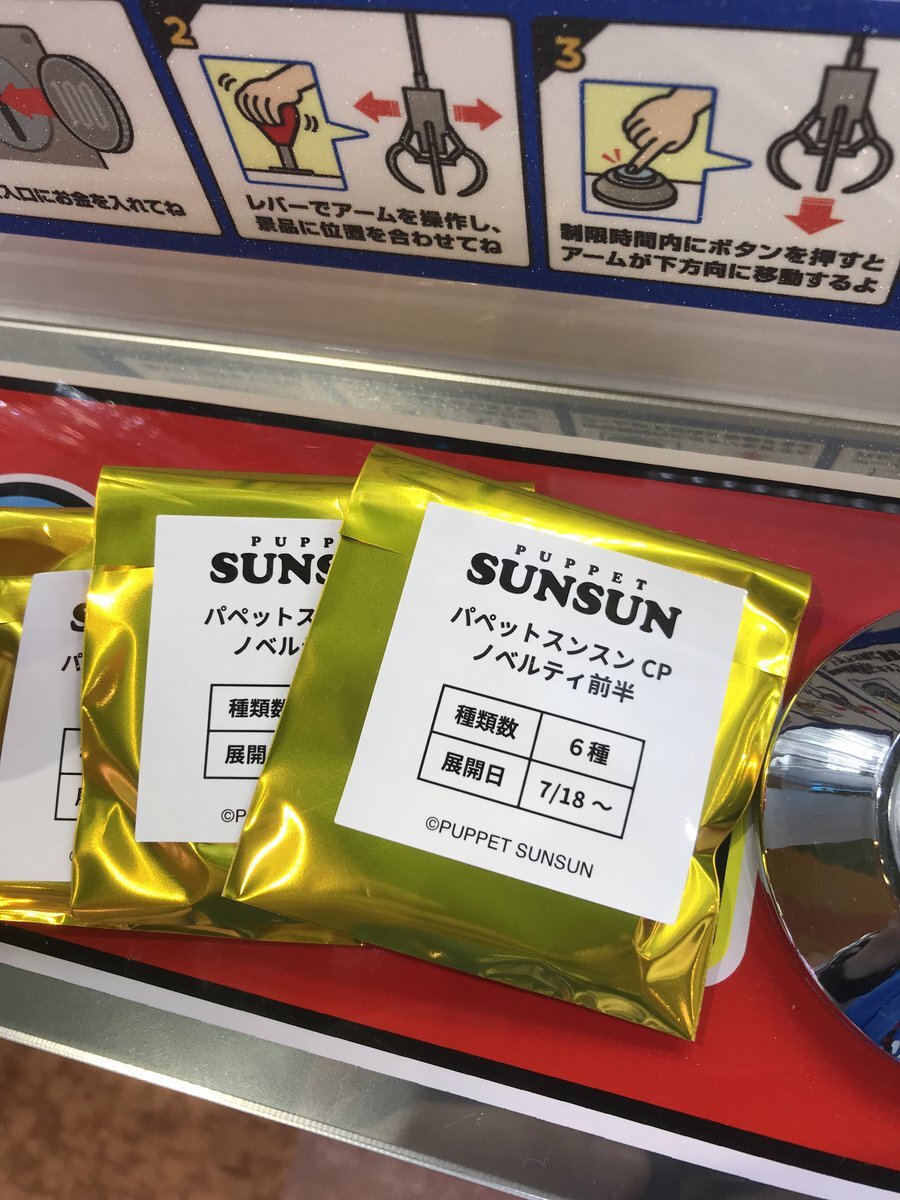 入口にお金を入れてね
2
レバーでアームを操作し、
景品に位置を合わせてね
3
制限時間内にボタンを押すと
アームが下方向に移動するよ
PUPP
SUNS
パペットス
ノベル
種類数
展開
©P
PUPPET
SUNSUN
パペットスンスン CP
ノベルティ前半
種類数 6種
展開日 7/18～
©PUPPET SUNSUN